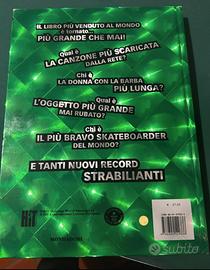 IL LIBRO PIÙ VENDUTO AL MONDO
è tornato...
PIÙ GRANDE CHE MAI!
Qual è
LA CANZONE PIÙ SCARICATA
DALLA RETE?
Chi è
LA DONNA CON LA BARBA
PIÙ LUNGA?
Qual è
L'OGGETTO PIÙ GRANDE
MAI RUBATO?
Chi è
IL PIÙ BRAVO SKATEBOARDER
DEL MONDO?
E TANTI NUOVI RECORD
STRABILIANTI
HIT
MONDADORI
Subito